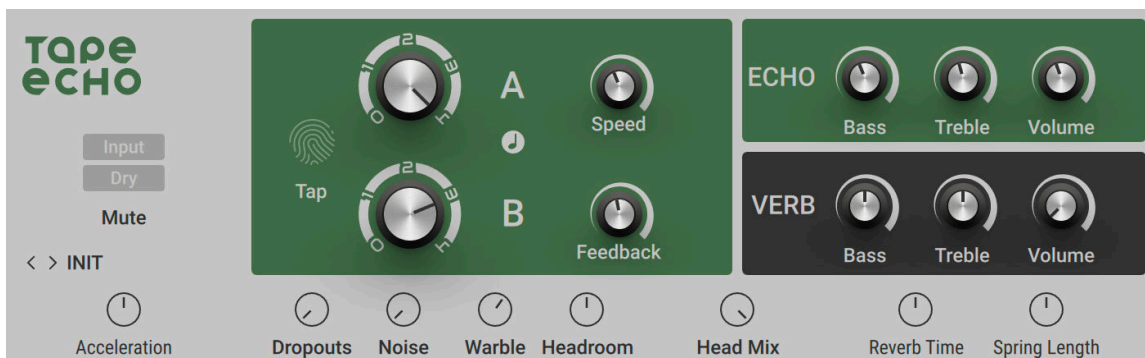 Tape
echo
Input
Dry
Mute
< > INIT
0 1 2 3 4
A
Speed
Tap
0 1 2 3 4
B
Feedback
ECHO
Bass Treble Volume
VERB
Bass Treble Volume
Acceleration Dropouts Noise Warble Headroom Head Mix Reverb Time Spring Length